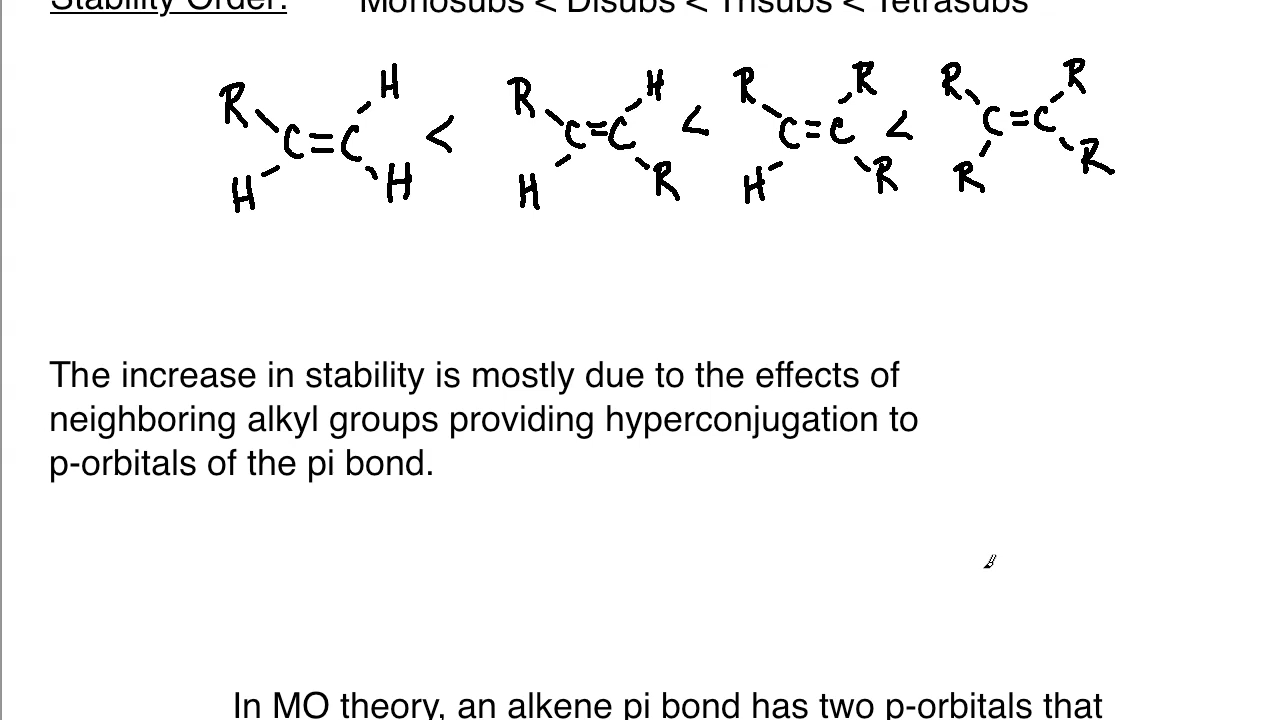 Stability Order: Monosubs < Disubs < Trisubs < Tetrasubs
R H R H R R R R
C=C < C=C < C=C < C=C
H H H R H R R R
The increase in stability is mostly due to the effects of
neighboring alkyl groups providing hyperconjugation to
p-orbitals of the pi bond.
In MO theory, an alkene pi bond has two p-orbitals that